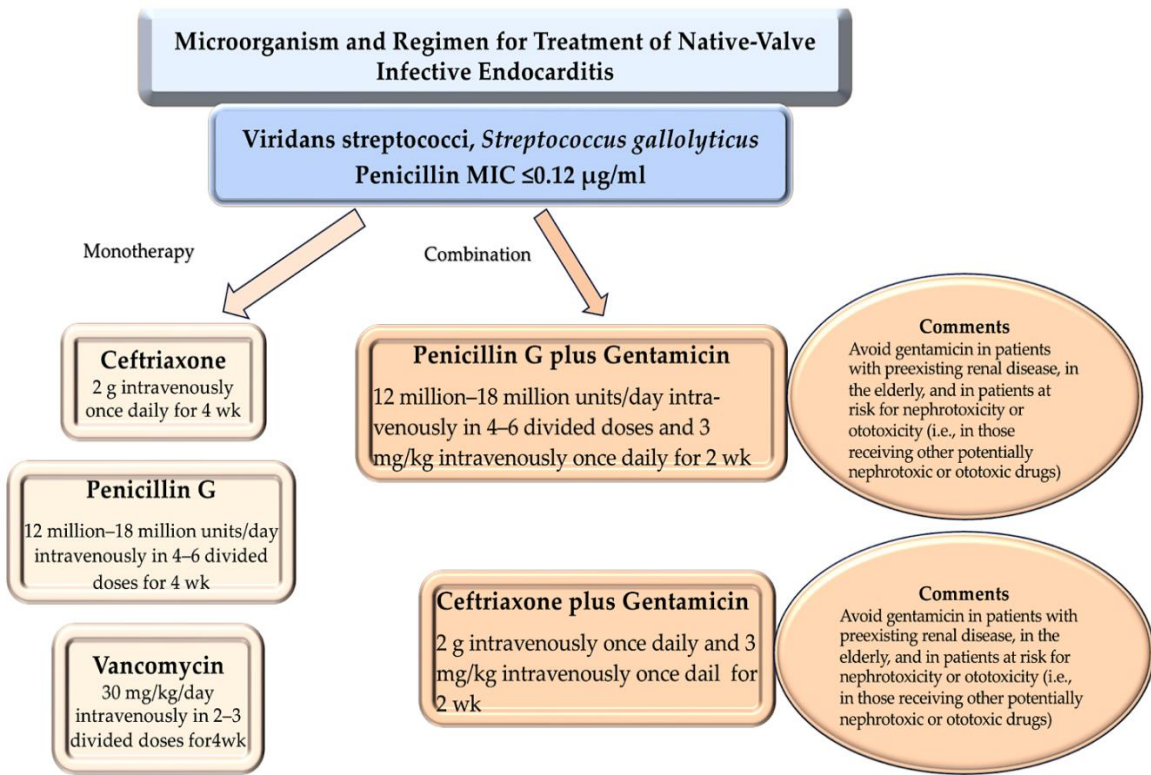 Microorganism and Regimen for Treatment of Native-Valve
Infective Endocarditis
Viridans streptococci, Streptococcus gallolyticus
Penicillin MIC ≤0.12 µg/ml
Monotherapy
Combination
Ceftriaxone
2 g intravenously
once daily for 4 wk
Penicillin G
12 million–18 million units/day
intravenously in 4–6 divided
doses for 4 wk
Vancomycin
30 mg/kg/day
intravenously in 2–3
divided doses for4wk
Penicillin G plus Gentamicin
12 million–18 million units/day intra-
venously in 4–6 divided doses and 3
mg/kg intravenously once daily for 2 wk
Comments
Avoid gentamicin in patients
with preexisting renal disease, in
the elderly, and in patients at
risk for nephrotoxicity or
ototoxicity (i.e., in those
receiving other potentially
nephrotoxic or ototoxic drugs)
Ceftriaxone plus Gentamicin
2 g intravenously once daily and 3
mg/kg intravenously once dail for
2 wk
Comments
Avoid gentamicin in patients with
preexisting renal disease, in the
elderly, and in patients at risk for
nephrotoxicity or ototoxicity (i.e.,
in those receiving other potentially
nephrotoxic or ototoxic drugs)